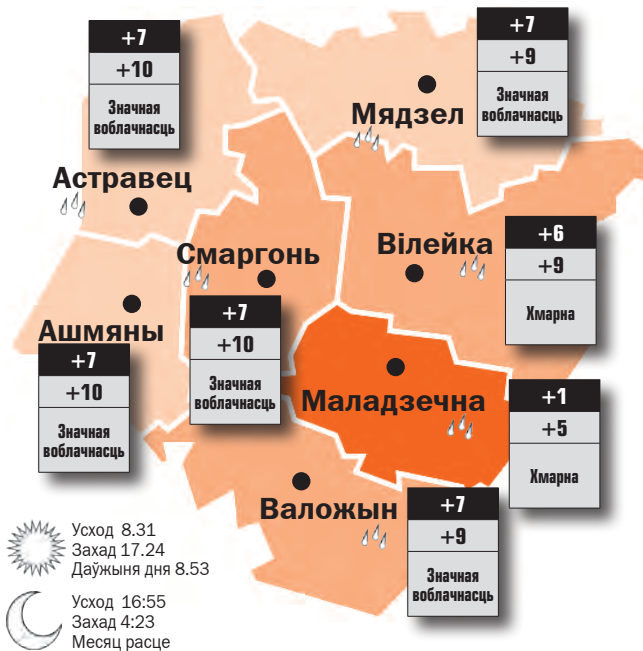 +7
+10
Значная
воблачнасць
+7
+9
Значная
воблачнасць
Мядзел
Астравец
Смаргонь
Вілейка
+6
+9
Хмарна
Ашмяны
+7
+10
Значная
воблачнасць
+7
+10
Значная
воблачнасць
Маладзечна
+1
+5
Хмарна
Валожын
+7
+9
Значная
воблачнасць
Усход 8.31
Захад 17.24
Даўжыня дня 8.53
Усход 16:55
Захад 4:23
Месяц расце